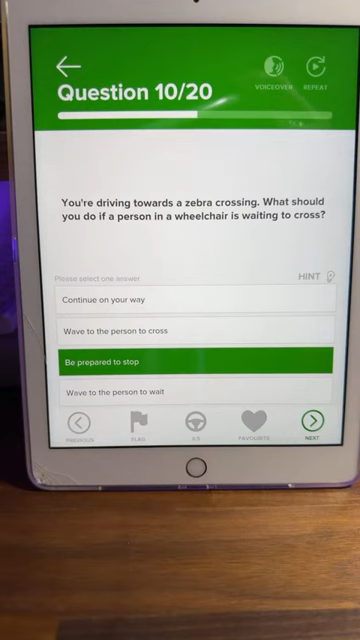 Question 10/20
VOICEOVER
REPEAT
You're driving towards a zebra crossing. What should
you do if a person in a wheelchair is waiting to cross?
Please select one answer
HINT
Continue on your way
Wave to the person to cross
Be prepared to stop
Wave to the person to wait
PREVIOUS
FLAG
FAVOURITE
NEXT